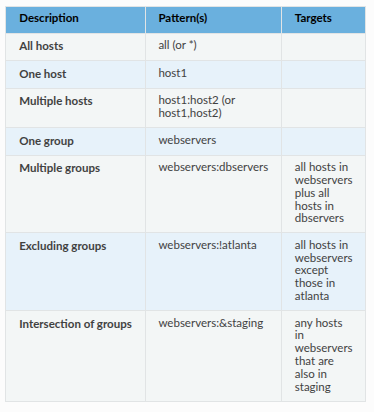 Description Pattern(s) Targets
All hosts all (or *)
One host host1
Multiple hosts host1:host2 (or
host1,host2)
One group webservers
Multiple groups webservers:dbservers all hosts in
webservers
plus all
hosts in
dbservers
Excluding groups webservers:!atlanta all hosts in
webservers
except
those in
atlanta
Intersection of groups webservers:&staging any hosts
in
webservers
that are
also in
staging